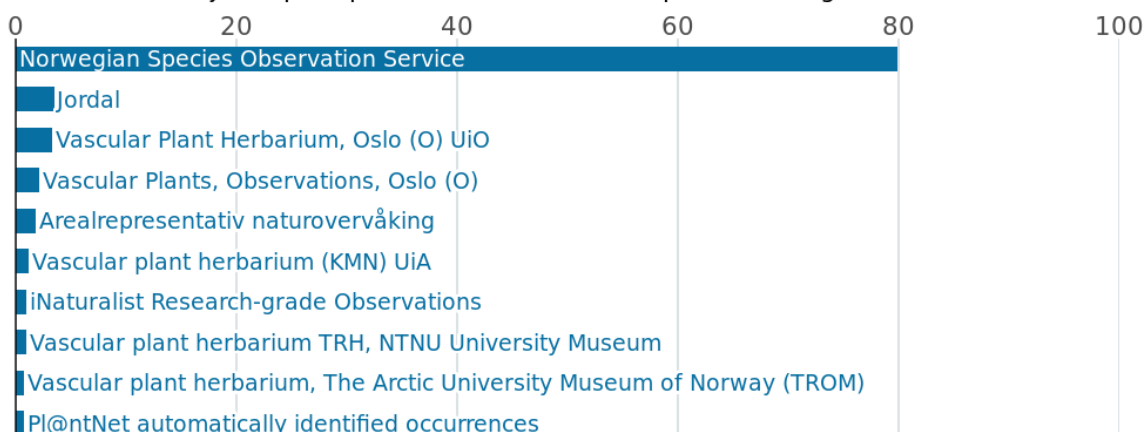 0 20 40 60 80 100
Norwegian Species Observation Service
Jordal
Vascular Plant Herbarium, Oslo (O) UiO
Vascular Plants, Observations, Oslo (O)
Arealrepresentativ naturovervåking
Vascular plant herbarium (KMN) UiA
iNaturalist Research-grade Observations
Vascular plant herbarium TRH, NTNU University Museum
Vascular plant herbarium, The Arctic University Museum of Norway (TROM)
Pl@ntNet automatically identified occurrences